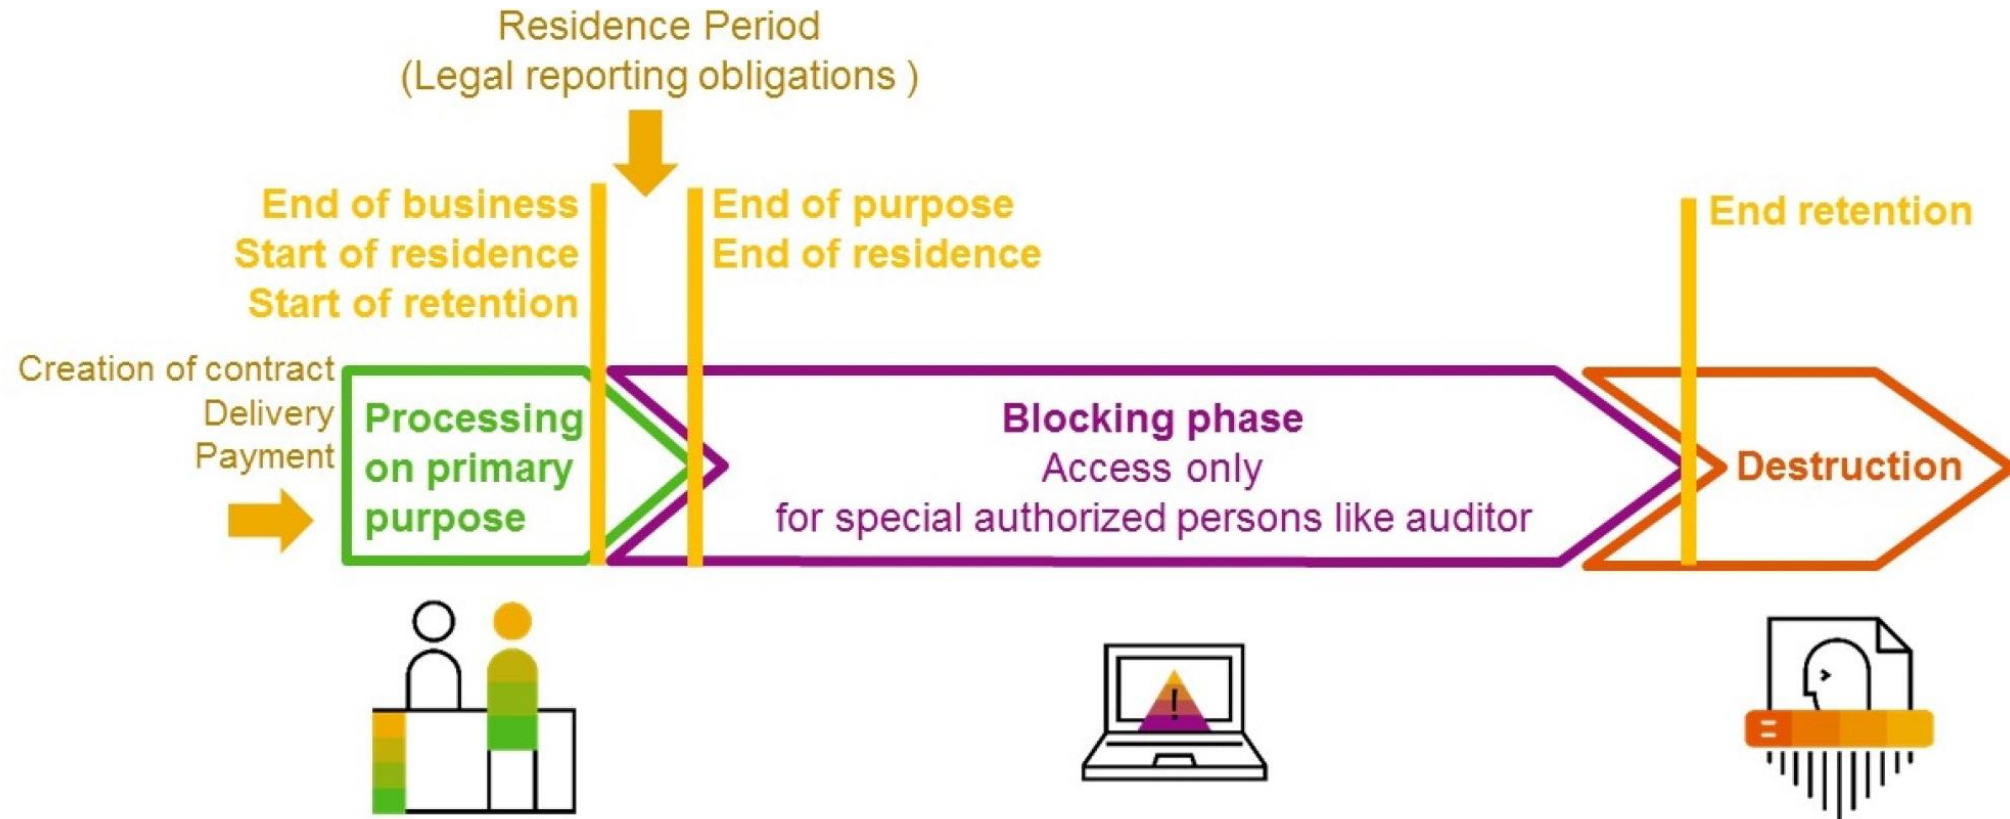 Residence Period
(Legal reporting obligations )
End of business
Start of residence
Start of retention
End of purpose
End of residence
End retention
Creation of contract
Delivery
Payment
Processing
on primary
purpose
Blocking phase
Access only
for special authorized persons like auditor
Destruction